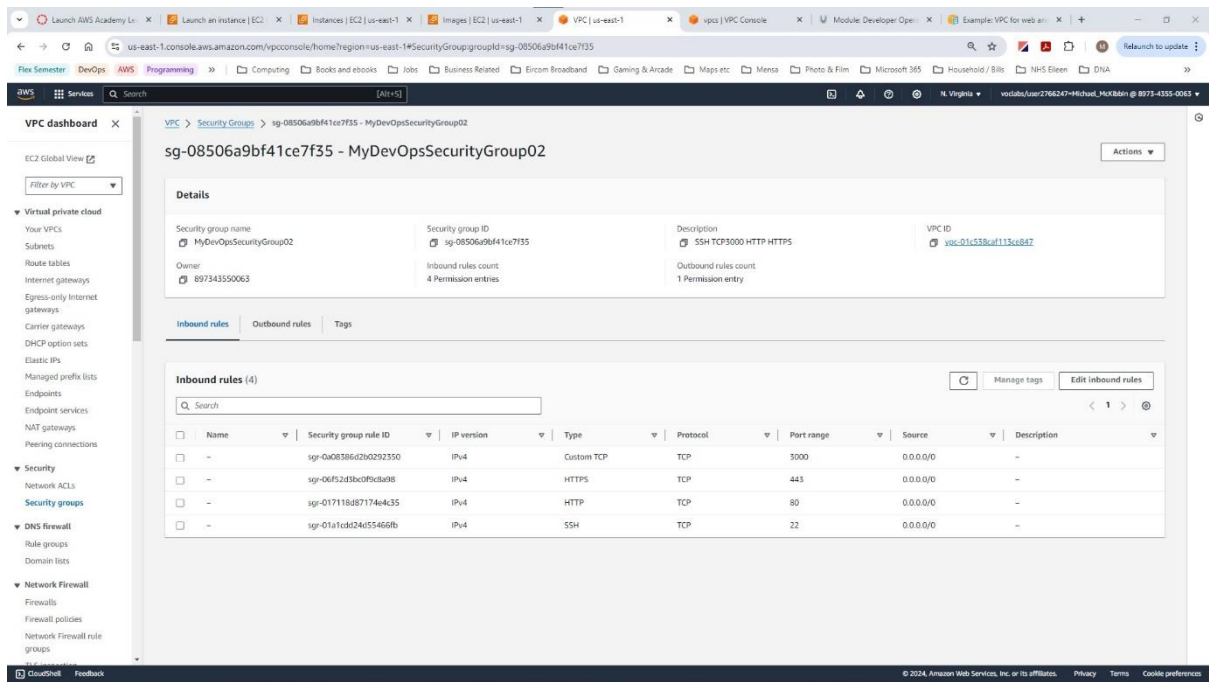 Launch AWS Academy Le
Launch an instance | EC2
Instances | EC2 | us-east-1
Images | EC2 | us-east-1
VPC | us-east-1
vpcs | VPC Console
Module: Developer Oper
Example: VPC for web an
us-east-1.console.aws.amazon.com/vpcconsole/home?region=us-east-1#SecurityGroup:groupId=sg-08506a9bf41ce7f35
Relaunch to update
Flex Semester DevOps AWS Programming » Computing Books and ebooks Jobs Business Related Eircom Broadband Gaming & Arcade Maps etc Mensa Photo & Film Microsoft 365 Household / Bills NHS Eileen DNA »
aws Services Search [Alt+S] N. Virginia voclabs/user2766247=Michael_McKibbin @ 8973-4355-0063
VPC dashboard
EC2 Global View
Filter by VPC
Virtual private cloud
Your VPCs
Subnets
Route tables
Internet gateways
Egress-only Internet
gateways
Carrier gateways
DHCP option sets
Elastic IPs
Managed prefix lists
Endpoints
Endpoint services
NAT gateways
Peering connections
Security
Network ACLs
Security groups
DNS firewall
Rule groups
Domain lists
Network Firewall
Firewalls
Firewall policies
Network Firewall rule
groups
VPC > Security Groups > sg-08506a9bf41ce7f35 - MyDevOpsSecurityGroup02
sg-08506a9bf41ce7f35 - MyDevOpsSecurityGroup02
Actions
Details
Security group name
MyDevOpsSecurityGroup02
Security group ID
sg-08506a9bf41ce7f35
Description
SSH TCP3000 HTTP HTTPS
VPC ID
vpc-01c538caf113ce847
Owner
897343550063
Inbound rules count
4 Permission entries
Outbound rules count
1 Permission entry
Inbound rules Outbound rules Tags
Inbound rules (4)
Manage tags Edit inbound rules
Search
1
Name Security group rule ID IP version Type Protocol Port range Source Description
– sgr-0a08386d2b0292350 IPv4 Custom TCP TCP 3000 0.0.0.0/0 –
– sgr-06f52d3bc0f9c8a98 IPv4 HTTPS TCP 443 0.0.0.0/0 –
– sgr-017118d87174e4c35 IPv4 HTTP TCP 80 0.0.0.0/0 –
– sgr-01a1cdd24d55466fb IPv4 SSH TCP 22 0.0.0.0/0 –
CloudShell Feedback
© 2024, Amazon Web Services, Inc. or its affiliates. Privacy Terms Cookie preferences